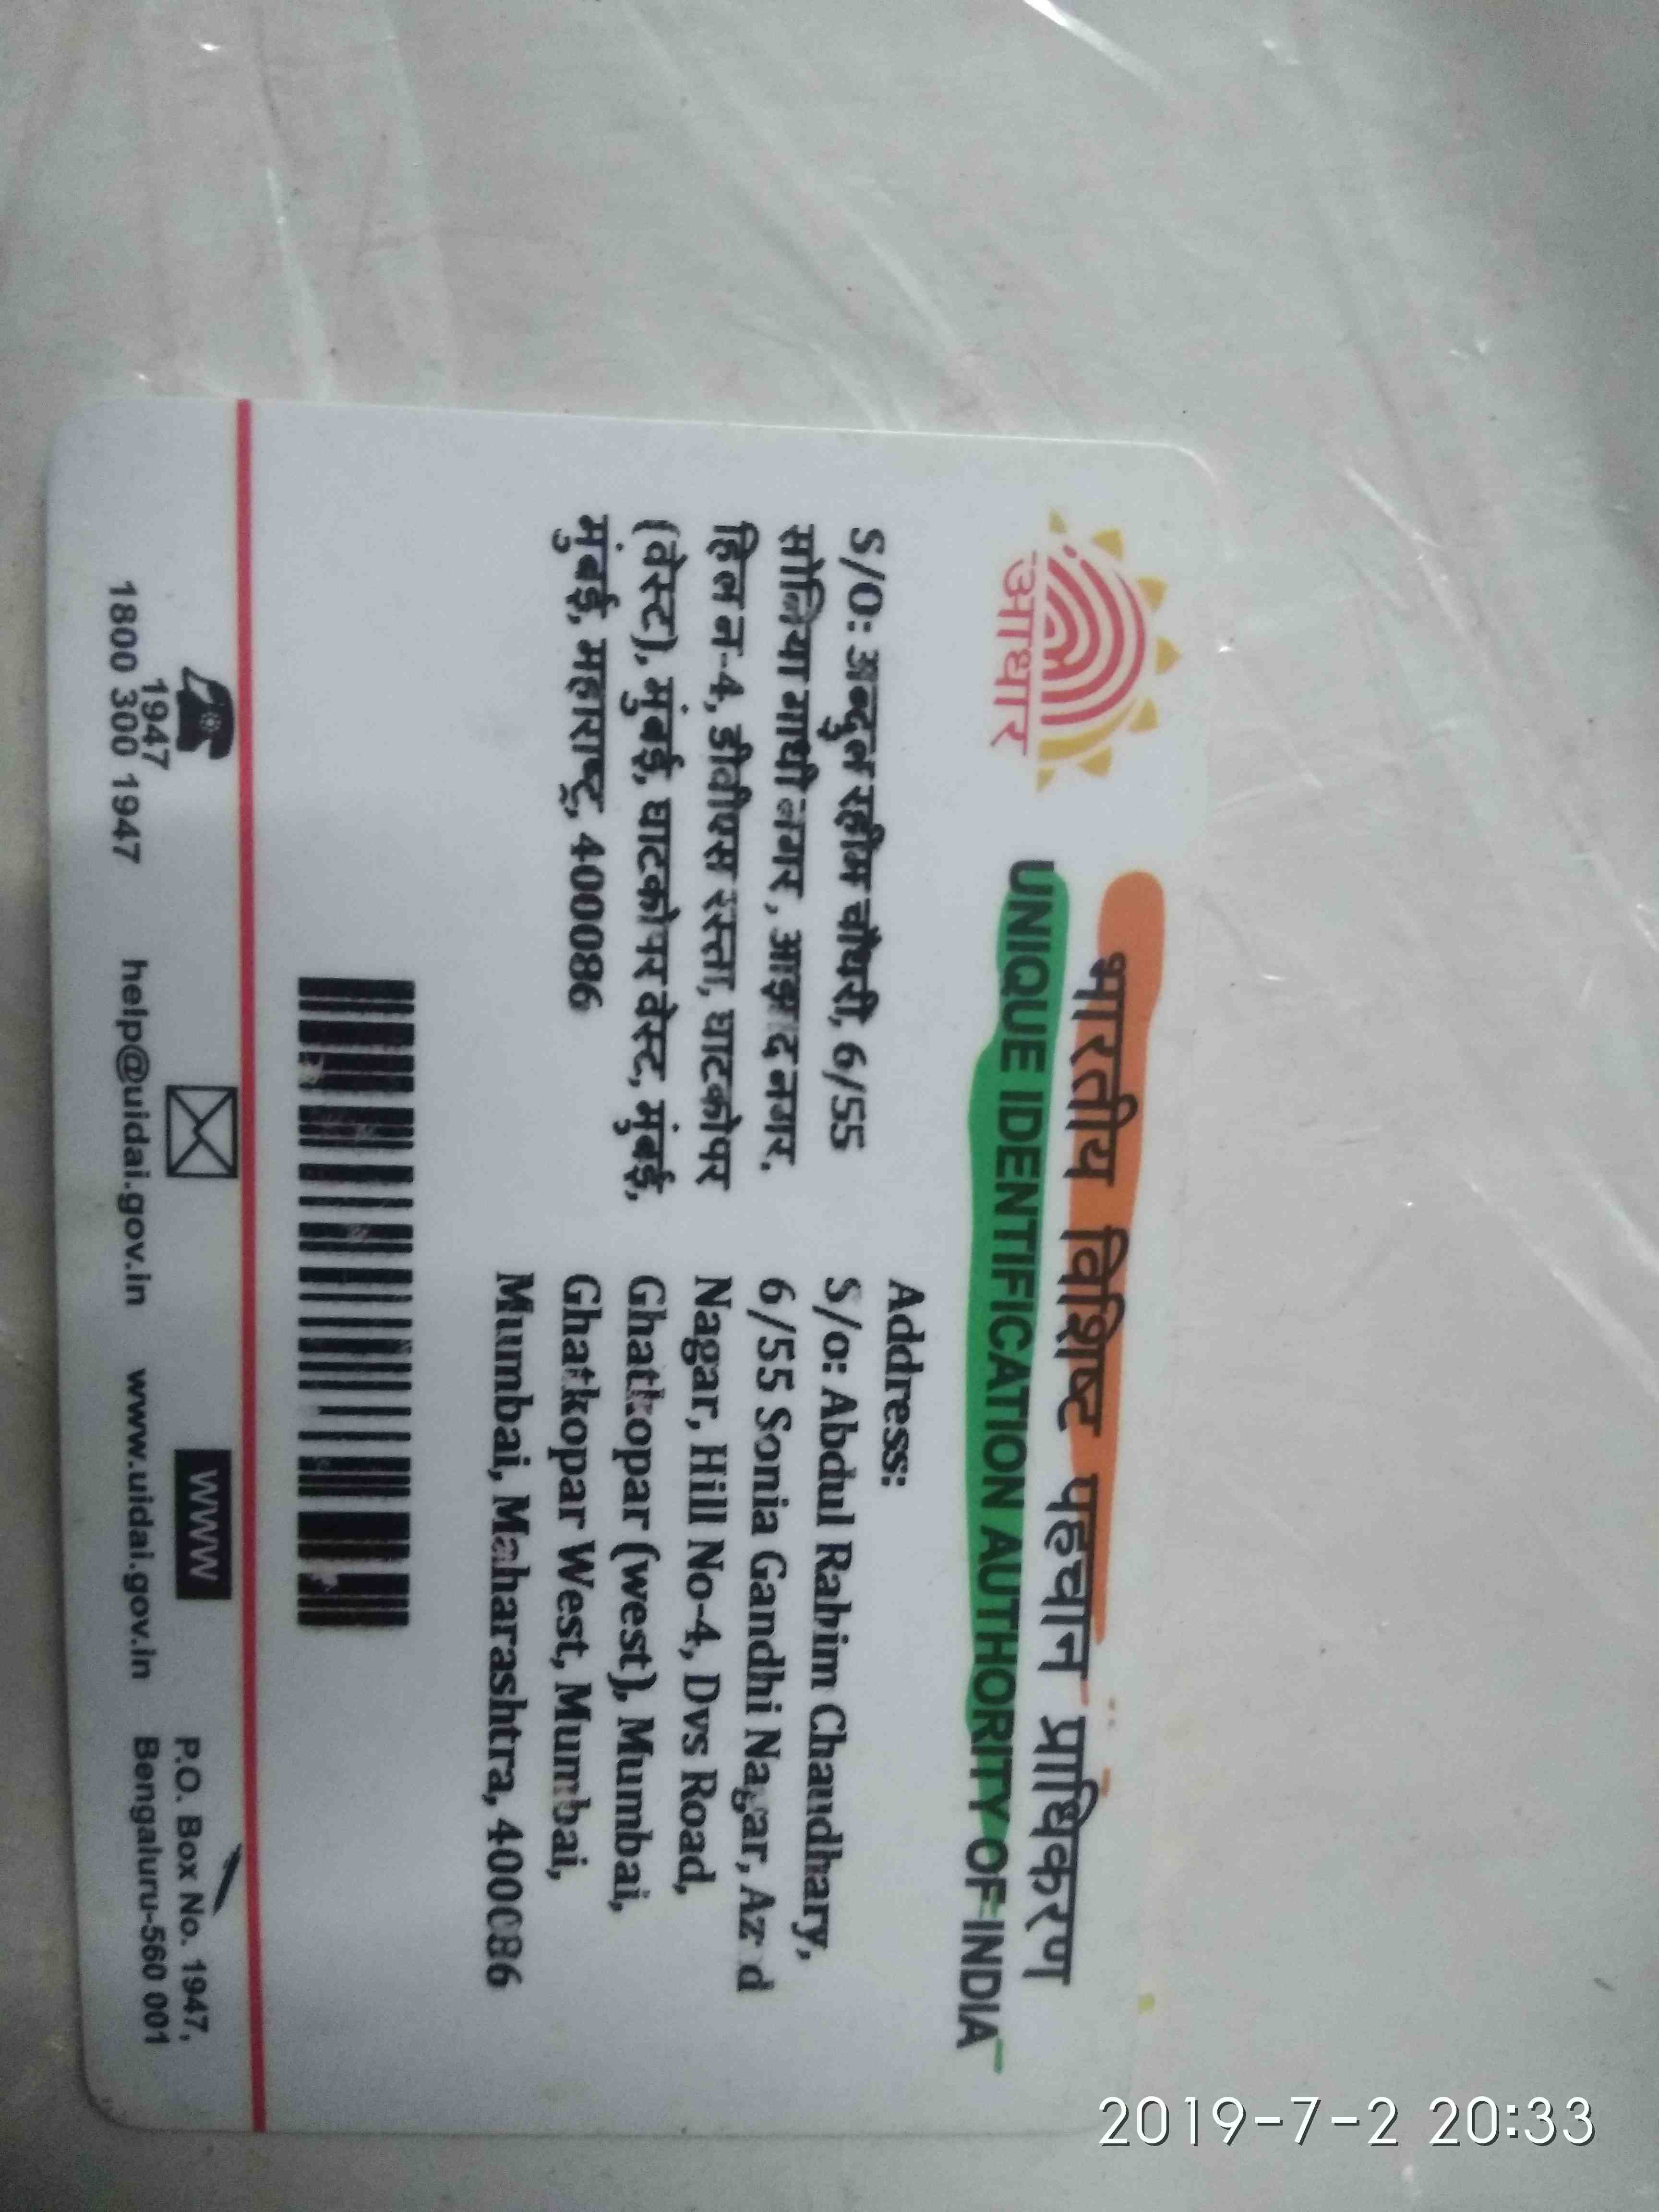 भारतीय विशिष्ट पहचान प्राधिकरण
UNIQUE IDENTIFICATION AUTHORITY OF INDIA
आधार
S/O: अब्दुल रहीम चौधरी, 6/55
सोनिया गाधी नगर, आझाद नगर.
हिल न-4, डीवीएस रस्ता, घाटकोपर
(वेस्ट), मुंबई, घाटकोपर वेस्ट, मुंबई,
मुंबई, महाराष्ट्र, 400086
Address:
S/o: Abdul Rahim Chaudhary,
6/55 Sonia Gandhi Nagar, Az d
Nagar, Hill No-4, Dvs Road,
Ghatkopar (west), Mumbai,
Ghatkopar West, Mumbai,
Mumbai, Maharashtra, 400086
1947
1800 300 1947
help@uidai.gov.in
WWW
www.uidai.gov.in
P.O. Box No. 1947,
Bengaluru-560 001
2019-7-2 20:33